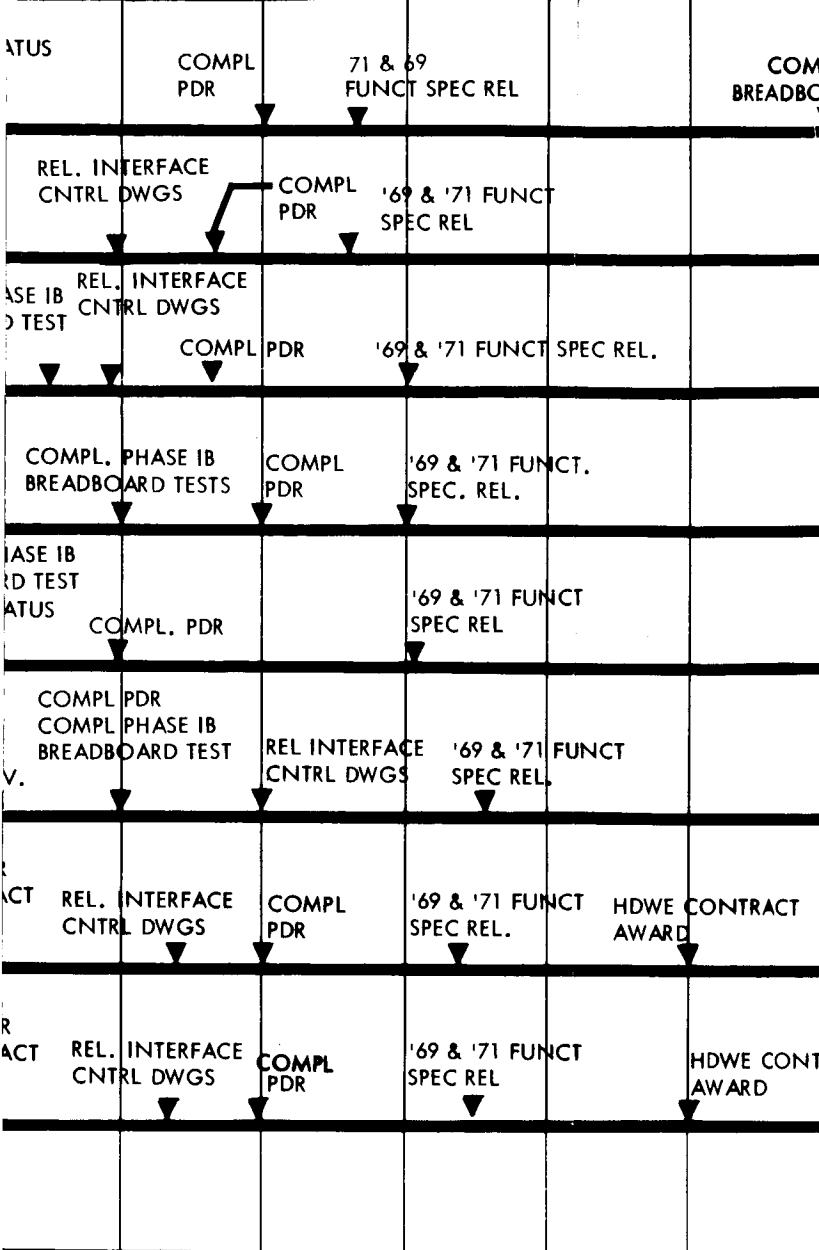 ATUS
COMPL
PDR
71 & 69
FUNCT SPEC REL
COM
BREADBO
REL. INTERFACE
CNTRL DWGS
COMPL
PDR
'69 & '71 FUNCT
SPEC REL
ASE IB
D TEST
REL. INTERFACE
CNTRL DWGS
COMPL PDR
'69 & '71 FUNCT SPEC REL.
COMPL. PHASE IB
BREADBOARD TESTS
COMPL
PDR
'69 & '71 FUNCT.
SPEC. REL.
HASE IB
RD TEST
ATUS
COMPL. PDR
'69 & '71 FUNCT
SPEC REL
V.
COMPL PDR
COMPL PHASE IB
BREADBOARD TEST
REL INTERFACE
CNTRL DWGS
'69 & '71 FUNCT
SPEC REL.
R
ACT
REL. INTERFACE
CNTRL DWGS
COMPL
PDR
'69 & '71 FUNCT
SPEC REL.
HDWE CONTRACT
AWARD
R
ACT
REL. INTERFACE
CNTRL DWGS
COMPL
PDR
'69 & '71 FUNCT
SPEC REL
HDWE CONT
AWARD